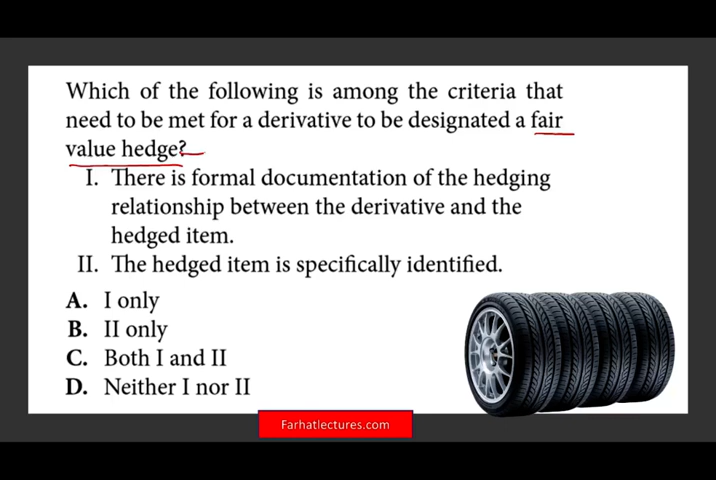 Which of the following is among the criteria that
need to be met for a derivative to be designated a fair
value hedge?
I. There is formal documentation of the hedging
relationship between the derivative and the
hedged item.
II. The hedged item is specifically identified.
A. I only
B. II only
C. Both I and II
D. Neither I nor II
Farhatlectures.com